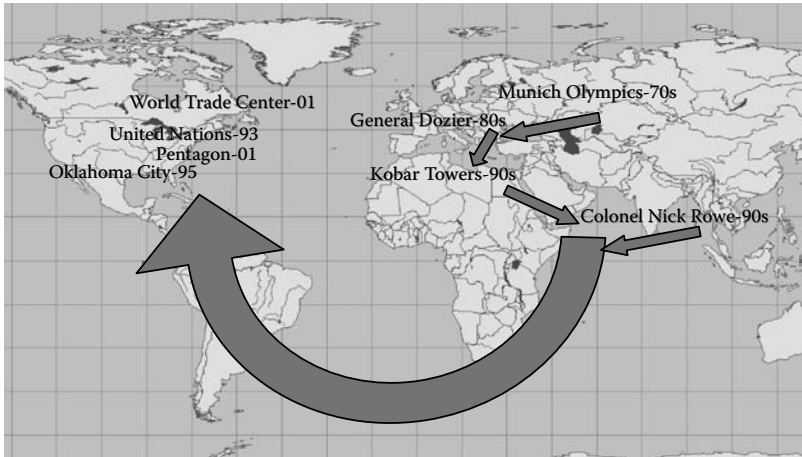 Munich Olympics-70s
World Trade Center-01
General Dozier-80s
United Nations-93
Pentagon-01
Oklahoma City-95
Kobar Towers-90s
Colonel Nick Rowe-90s